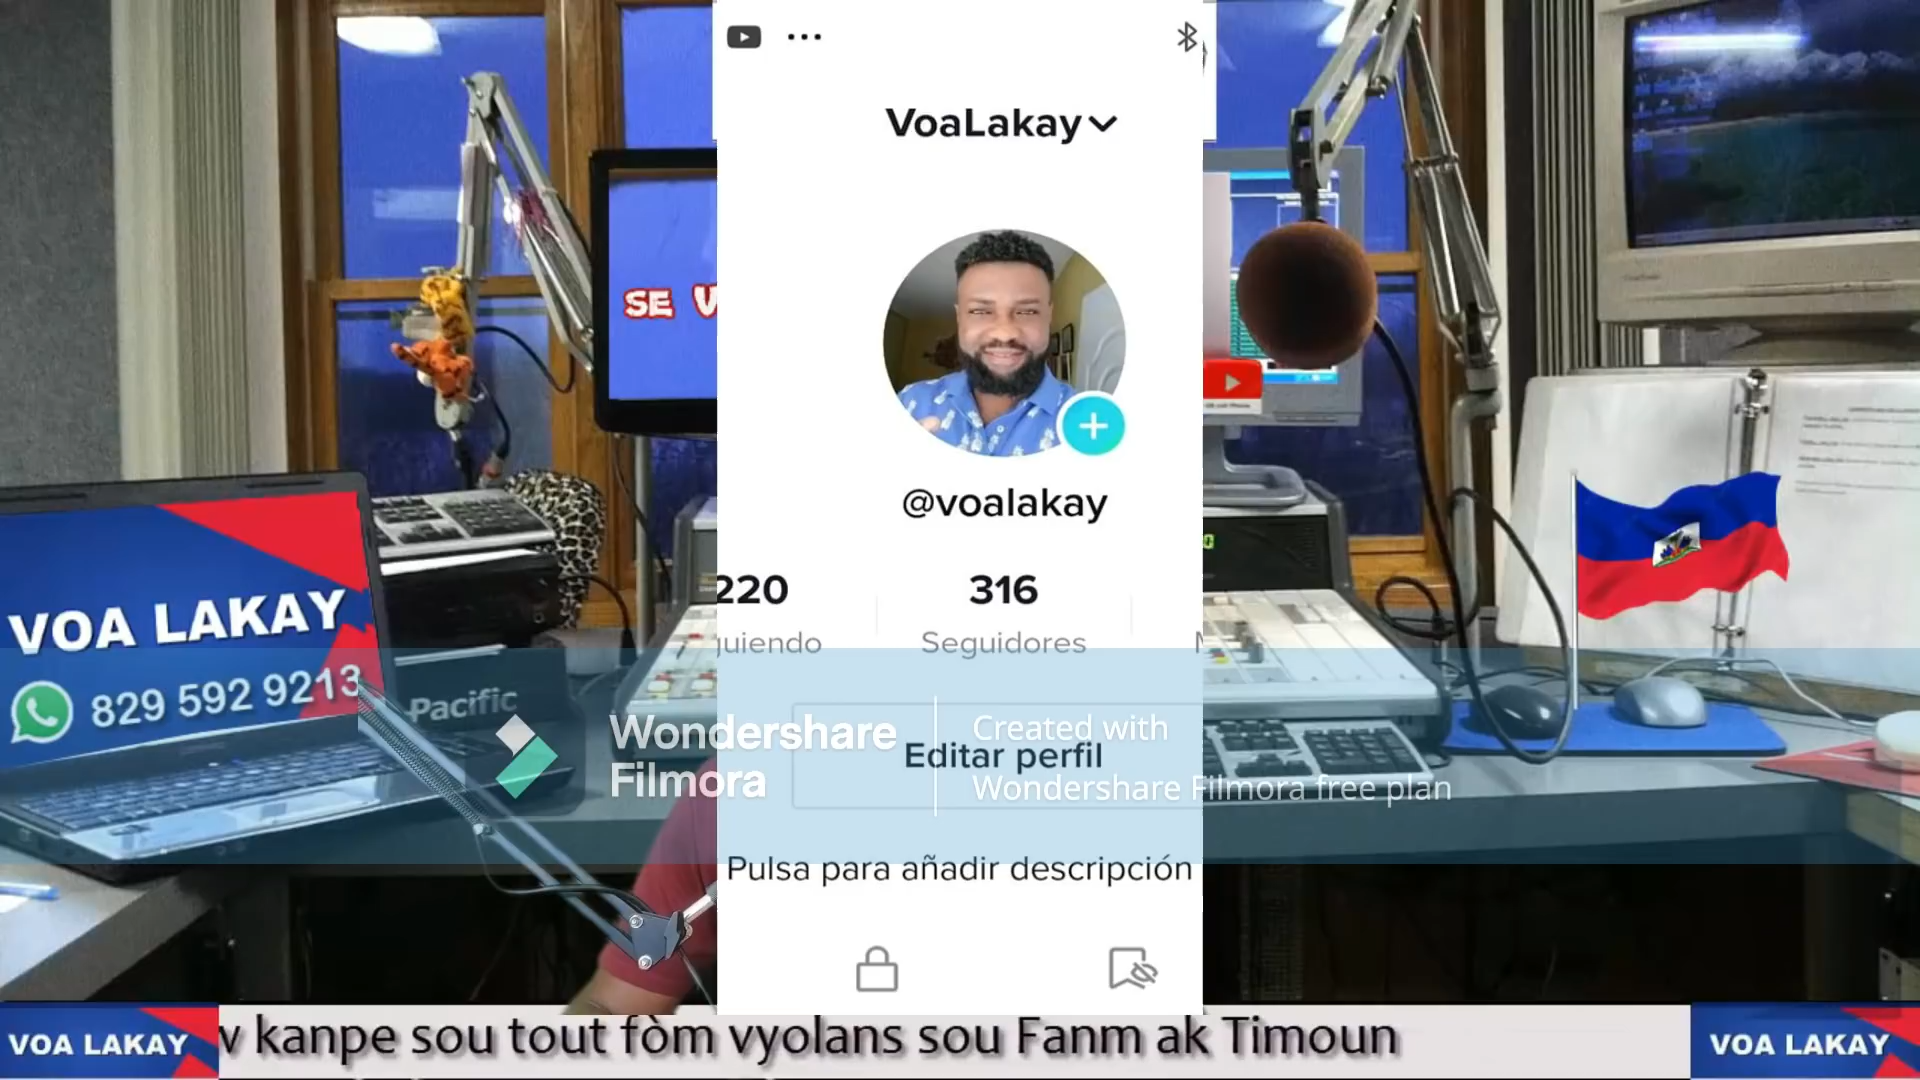 VoaLakay
SE V
@voalakay
220
guiendo
316
Seguidores
VOA LAKAY
829 592 9213
Pacific
Wondershare
Filmora
Created with
Wondershare Filmora free plan
Editar perfil
Pulsa para añadir descripción
VOA LAKAY
v kanpe sou tout fòm vyolans sou Fanm ak Timoun
VOA LAKAY